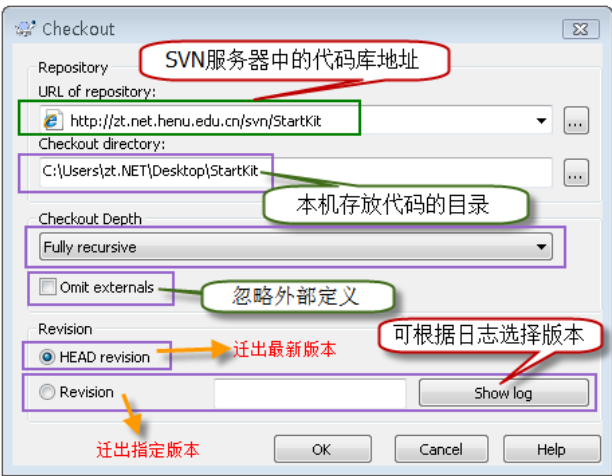 Checkout
Repository
SVN服务器中的代码库地址
URL of repository:
http://zt.net.henu.edu.cn/svn/StartKit
...
Checkout directory:
C:\Users\zt.NET\Desktop\StartKit
...
本机存放代码的目录
Checkout Depth
Fully recursive
Omit externals
忽略外部定义
Revision
可根据日志选择版本
HEAD revision
迁出最新版本
Revision
Show log
迁出指定版本
OK
Cancel
Help